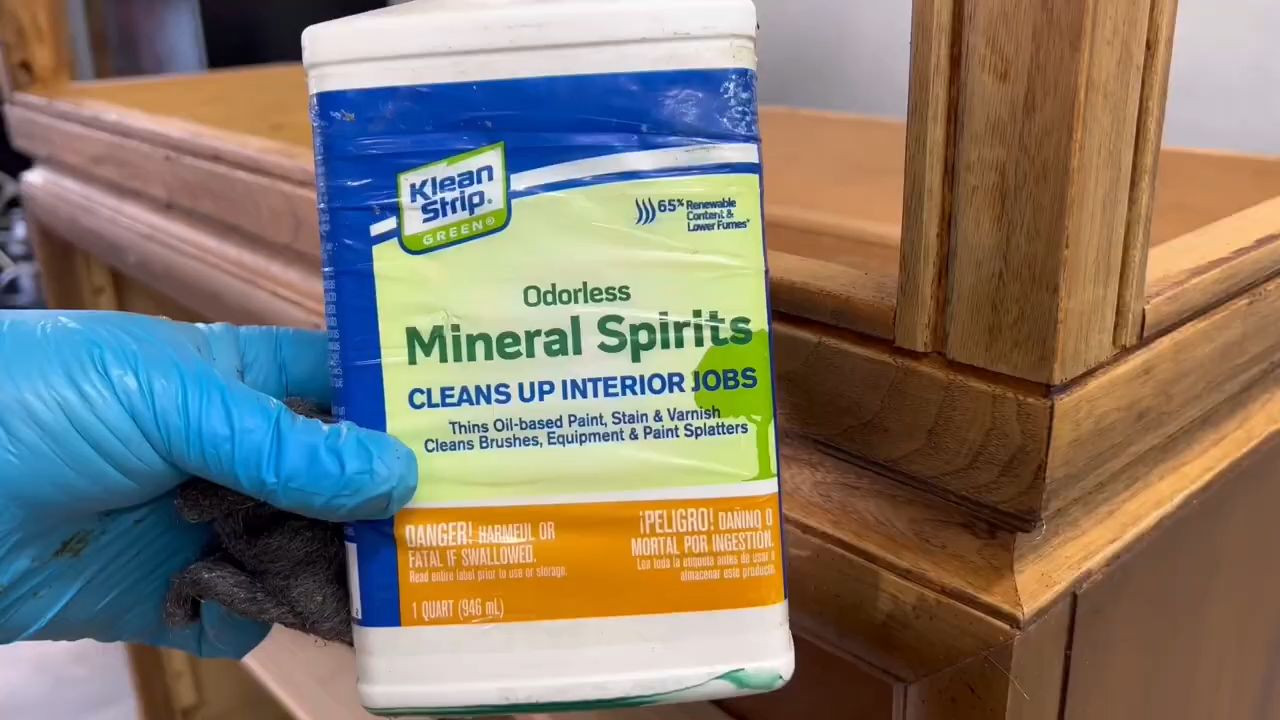 Klean
Strip®
GREEN®
65% Renewable
Content &
Lower Fumes*
Odorless
Mineral Spirits
CLEANS UP INTERIOR JOBS
Thins Oil-based Paint, Stain & Varnish
Cleans Brushes, Equipment & Paint Splatters
DANGER! HARMFUL OR
FATAL IF SWALLOWED.
Read entire label prior to use or storage.
1 QUART (946 mL)
¡PELIGRO! DAÑINO O
MORTAL POR INGESTIÓN.
Lea toda la etiqueta antes de usar o
almacenar este producto.